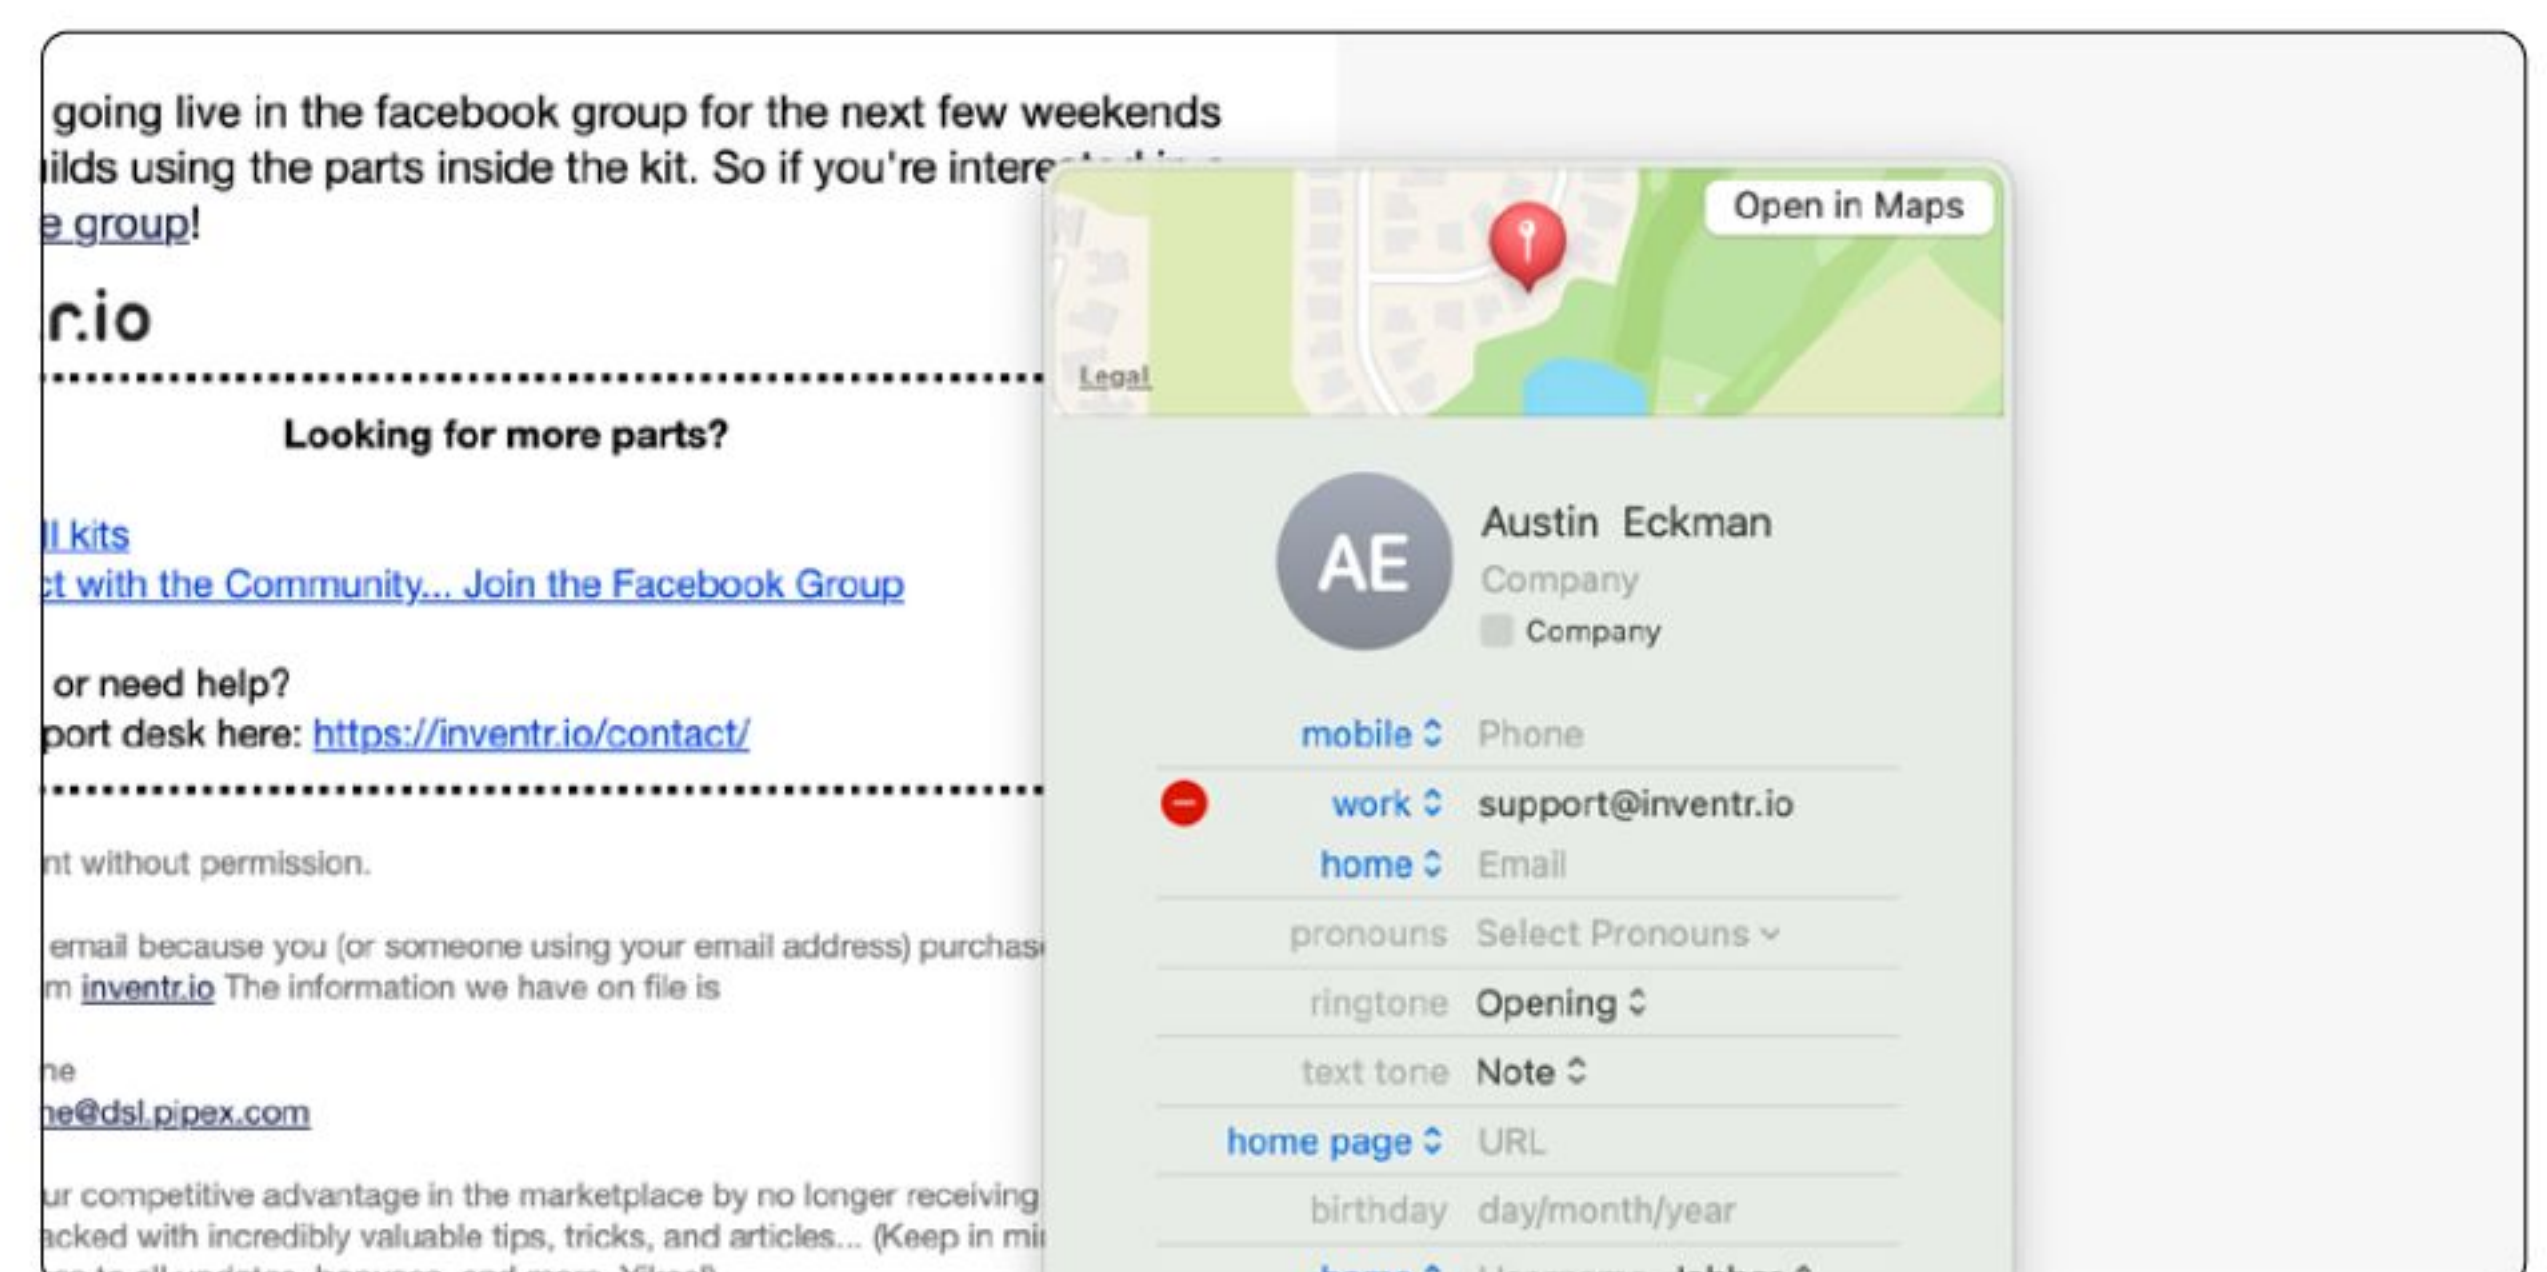 going live in the facebook group for the next few weekends
ilds using the parts inside the kit. So if you're intere
e group!
r.io
Looking for more parts?
ll kits
ct with the Community... Join the Facebook Group
or need help?
port desk here: https://inventr.io/contact/
nt without permission.
email because you (or someone using your email address) purchas
m inventr.io The information we have on file is
ne
ne@dsl.pipex.com
ur competitive advantage in the marketplace by no longer receiving
acked with incredibly valuable tips, tricks, and articles... (Keep in mi
Open in Maps
Legal
AE
Austin Eckman
Company
Company
mobile Phone
work support@inventr.io
home Email
pronouns Select Pronouns
ringtone Opening
text tone Note
home page URL
birthday day/month/year